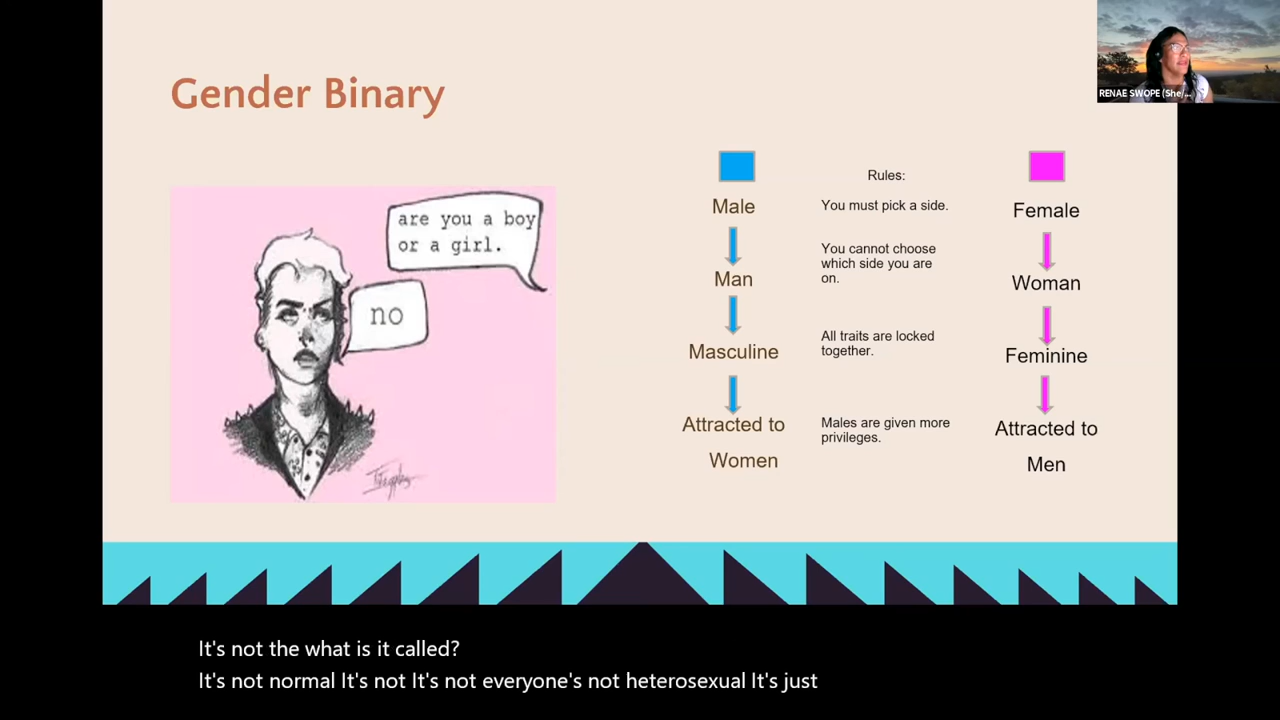 Gender Binary
are you a boy
or a girl.
no
Male
Man
Masculine
Attracted to
Women
Rules:
You must pick a side.
You cannot choose
which side you are
on.
All traits are locked
together.
Males are given more
privileges.
Female
Woman
Feminine
Attracted to
Men
RENAE SWOPE (She/...
It's not the what is it called?
It's not normal It's not It's not everyone's not heterosexual It's just